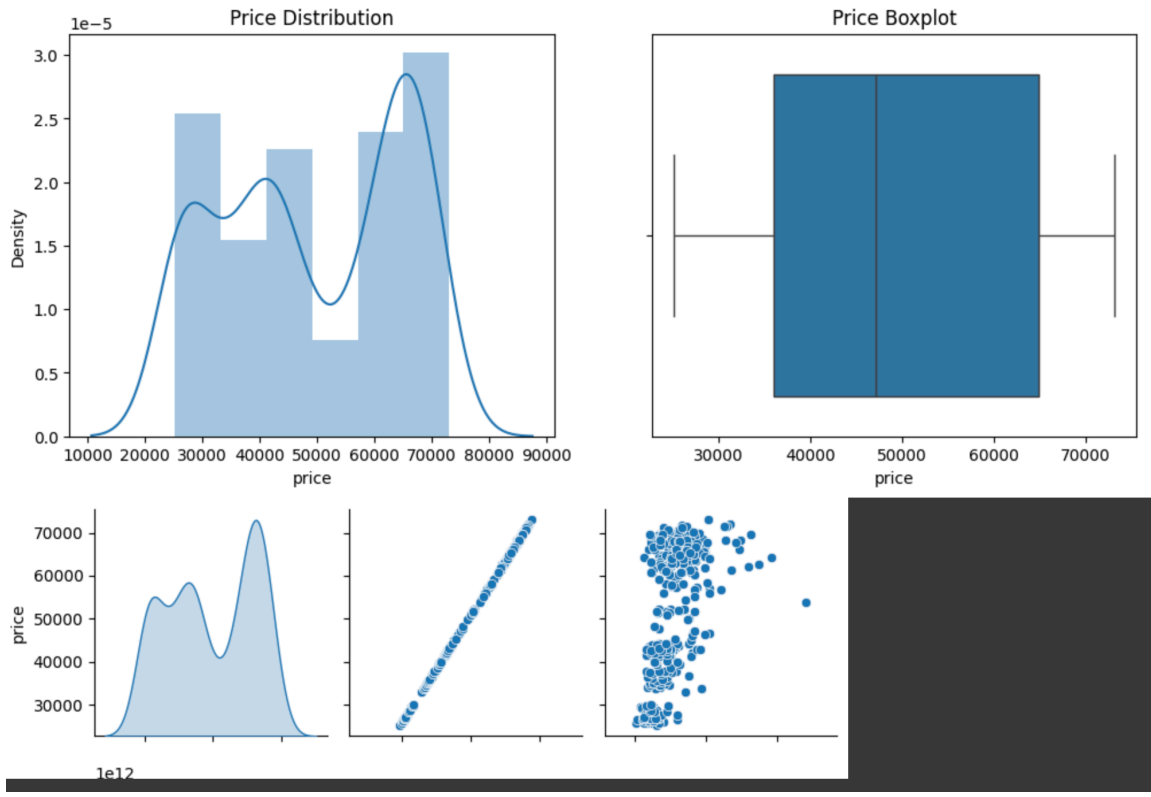 Price Distribution
1e−5
3.0
2.5
2.0
1.5
1.0
0.5
0.0
Density
10000 20000 30000 40000 50000 60000 70000 80000 90000
price
Price Boxplot
30000 40000 50000 60000 70000
price
70000
60000
50000
40000
30000
price
1e12